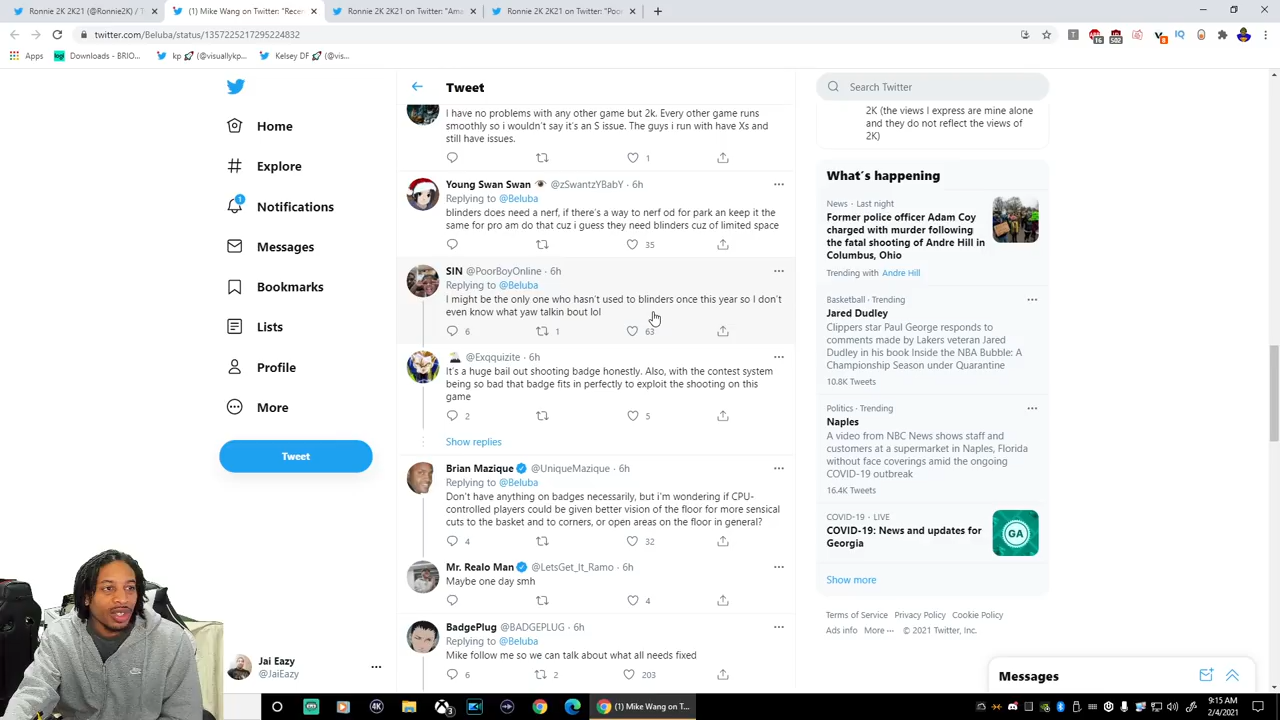 Ronnie 2K 2K21 (@Ronnie2K) / T
(1) Mike Wang on Twitter: "Recen
Ronnie 2K 2K21 on Twitter: "Ama
Ronnie 2K 2K21 on Twitter: "Poo
twitter.com/Beluba/status/1357225717295224832
Apps
Downloads - BRIO...
kp 🚀 (@visuallykp...
Kelsey DF 🚀 (@vis...
Home
Explore
1
Notifications
Messages
Bookmarks
Lists
Profile
More
Tweet
Jai Eazy
@JaiEazy
Tweet
I have no problems with any other game but 2k. Every other game runs
smoothly so i wouldn't say it's an S issue. The guys i run with have Xs and
still have issues.
1
Young Swan Swan 👁 @zSwantzYBabY · 6h
Replying to @Beluba
blinders does need a nerf, if there's a way to nerf od for park an keep it the
same for pro am do that cuz i guess they need blinders cuz of limited space
35
SIN @PoorBoyOnline · 6h
Replying to @Beluba
I might be the only one who hasn't used to blinders once this year so I don't
even know what yaw talkin bout lol
6 1 63
@Exqquizite · 6h
It's a huge bail out shooting badge honestly. Also, with the contest system
being so bad that badge fits in perfectly to exploit the shooting on this
game
2 5
Show replies
Brian Mazique @UniqueMazique · 6h
Replying to @Beluba
Don't have anything on badges necessarily, but i'm wondering if CPU-
controlled players could be given better vision of the floor for more sensical
cuts to the basket and to corners, or open areas on the floor in general?
4 32
Mr. Realo Man @LetsGet_It_Ramo · 6h
Maybe one day smh
4
BadgePlug @BADGEPLUG · 6h
Replying to @Beluba
Mike follow me so we can talk about what all needs fixed
6 2 203
Search Twitter
2K (the views I express are mine alone
and they do not reflect the views of
2K)
What's happening
News · Last night
Former police officer Adam Coy
charged with murder following
the fatal shooting of Andre Hill in
Columbus, Ohio
Trending with Andre Hill
Basketball · Trending
Jared Dudley
Clippers star Paul George responds to
comments made by Lakers veteran Jared
Dudley in his book Inside the NBA Bubble: A
Championship Season under Quarantine
10.8K Tweets
Politics · Trending
Naples
A video from NBC News shows staff and
customers at a supermarket in Naples, Florida
without face coverings amid the ongoing
COVID-19 outbreak
16.4K Tweets
COVID-19 · LIVE
COVID-19: News and updates for
Georgia
GA
Show more
Terms of Service Privacy Policy Cookie Policy
Ads info More ··· © 2021 Twitter, Inc.
Messages
(1) Mike Wang on T...
9:15 AM
2/4/2021